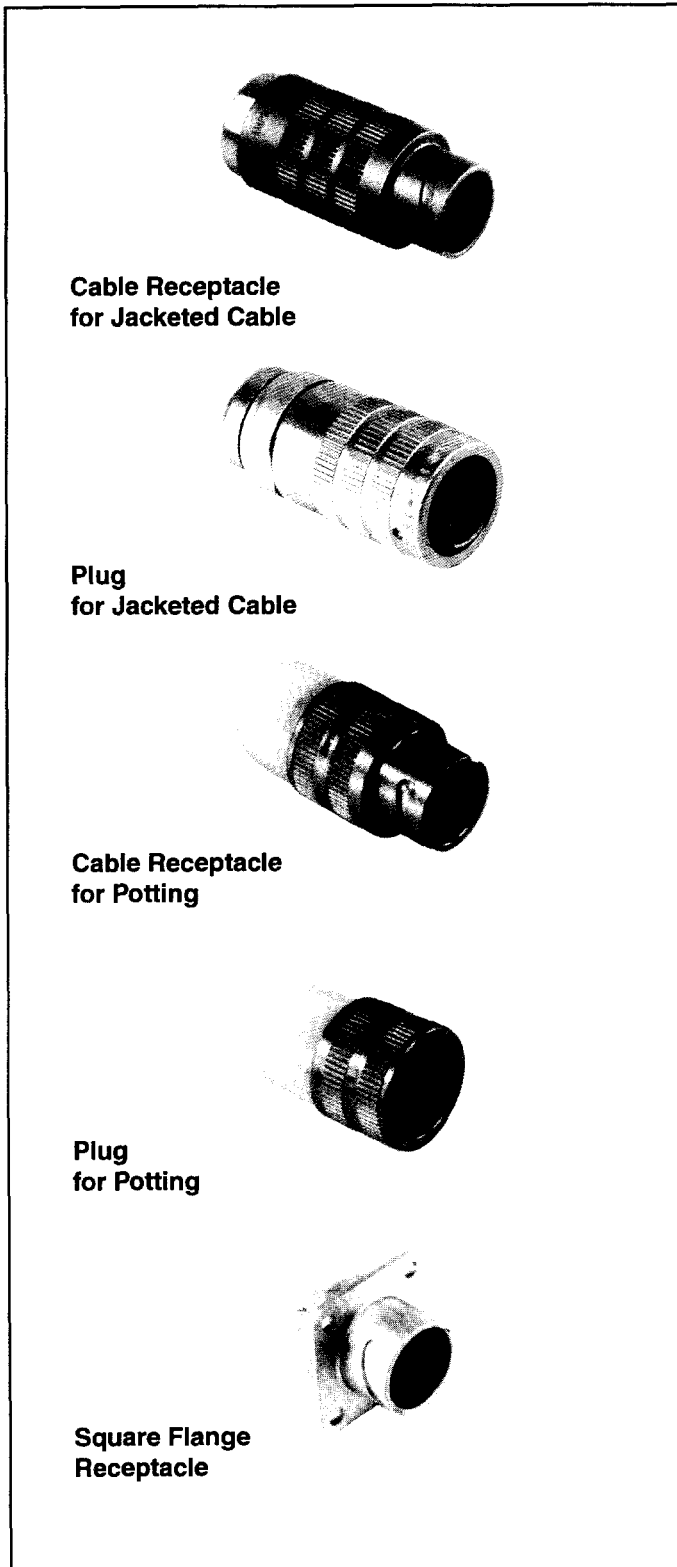 Cable Receptacle
for Jacketed Cable
Plug
for Jacketed Cable
Cable Receptacle
for Potting
Plug
for Potting
Square Flange
Receptacle